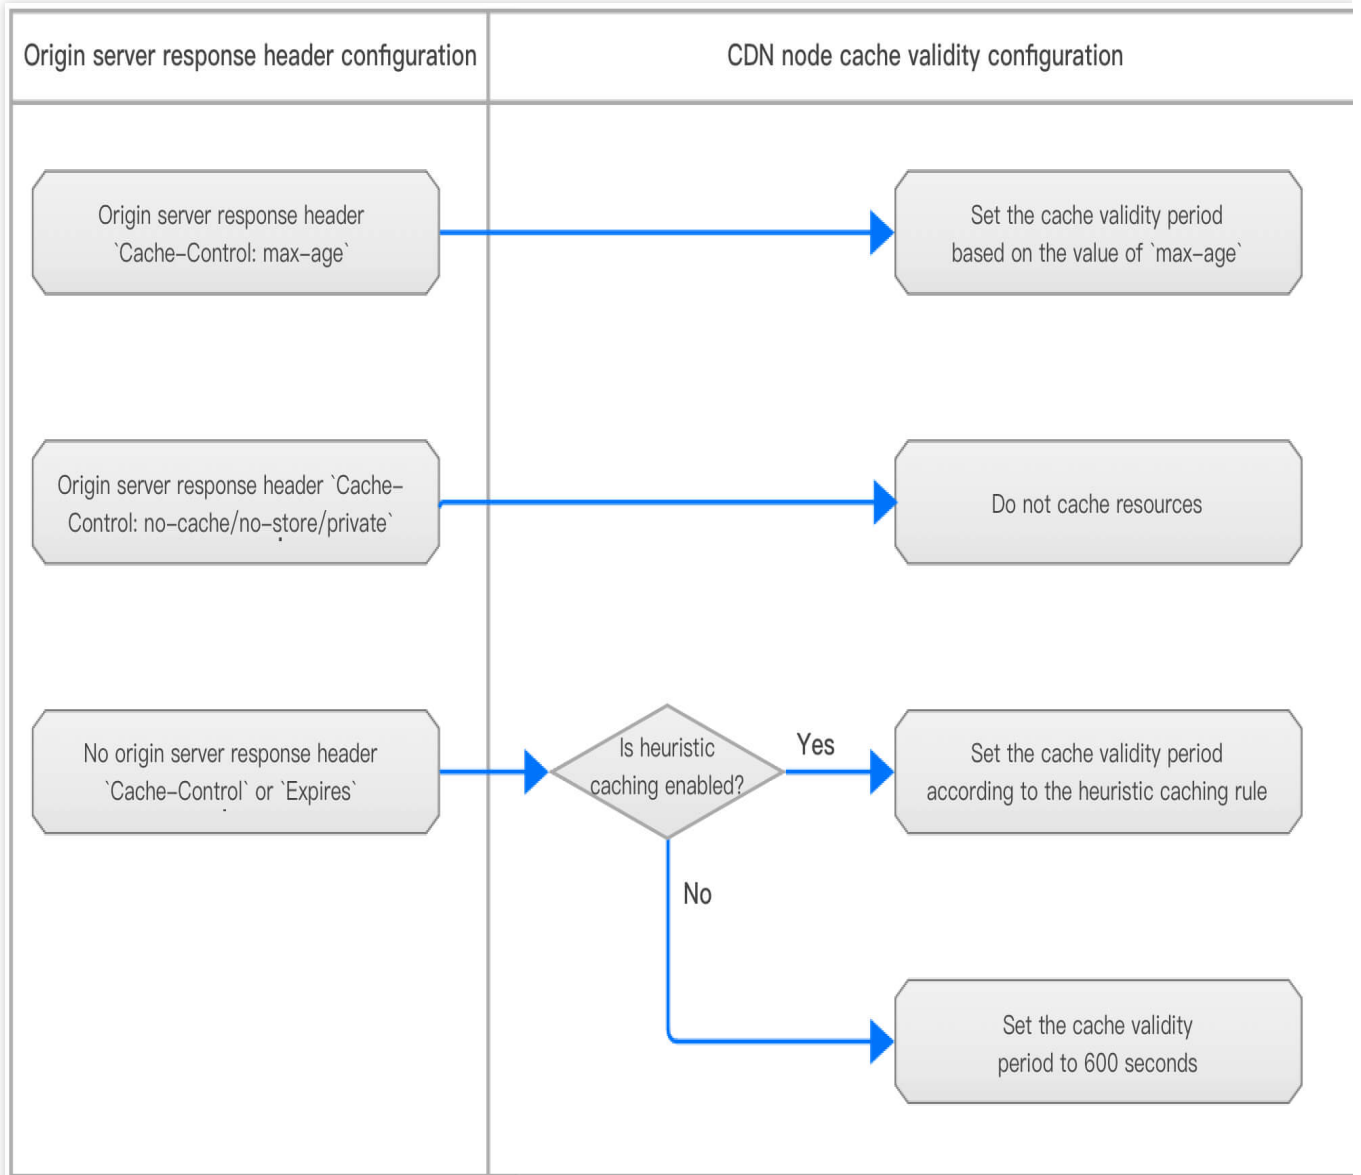 Origin server response header configuration
CDN node cache validity configuration
Origin server response header
`Cache-Control: max-age`
Set the cache validity period
based on the value of `max-age`
Origin server response header `Cache-
Control: no-cache/no-store/private`
Do not cache resources
No origin server response header
`Cache-Control` or `Expires`
Is heuristic
caching enabled?
Yes
Set the cache validity period
according to the heuristic caching rule
No
Set the cache validity
period to 600 seconds